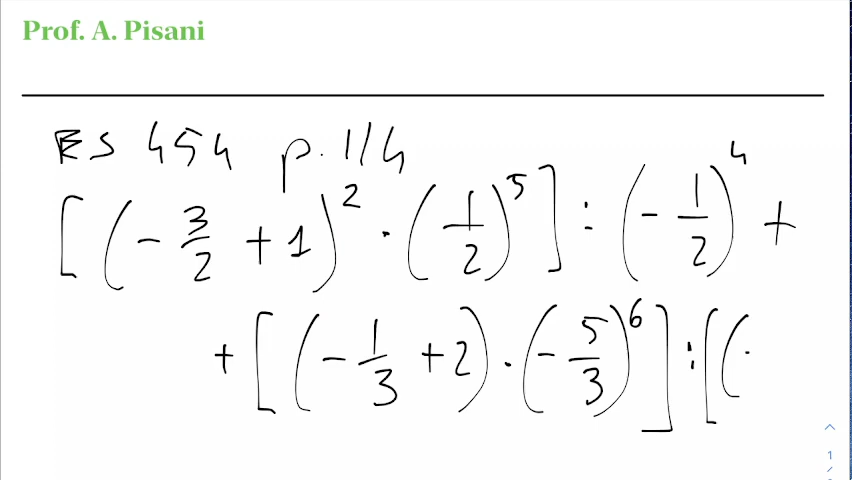 Prof. A. Pisani
ES 454 p. 114
[(-3/2 + 1)^2 · (1/2)^5] : (-1/2)^4 +
+ [(-1/3 + 2) · (-5/3)^6] : [(-
1
/